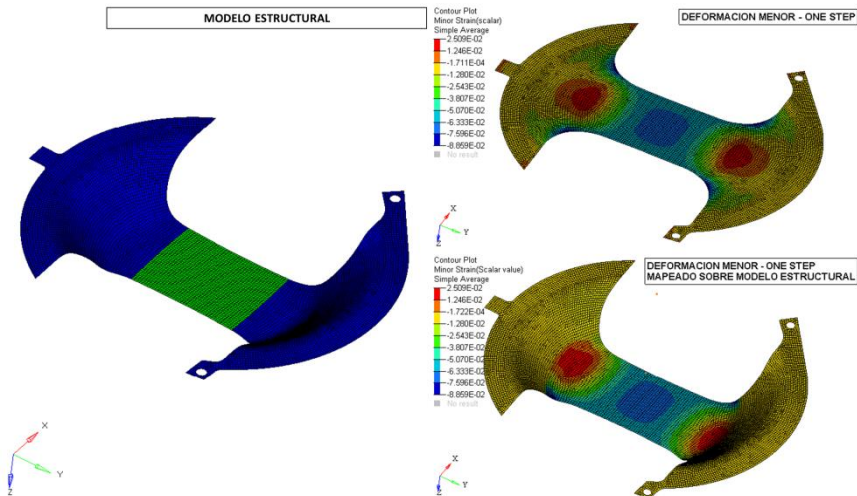 MODELO ESTRUCTURAL
X
Y
Z
Contour Plot
Minor Strain(scalar)
Simple Average
2.509E-02
1.246E-02
-1.711E-04
-1.280E-02
-2.543E-02
-3.807E-02
-5.070E-02
-6.333E-02
-7.596E-02
-8.859E-02
No result
DEFORMACION MENOR - ONE STEP
X
Y
Z
Contour Plot
Minor Strain(Scalar value)
Simple Average
2.509E-02
1.246E-02
-1.722E-04
-1.280E-02
-2.543E-02
-3.807E-02
-5.070E-02
-6.333E-02
-7.596E-02
-8.859E-02
No result
DEFORMACION MENOR - ONE STEP
MAPEADO SOBRE MODELO ESTRUCTURAL
X
Y
Z